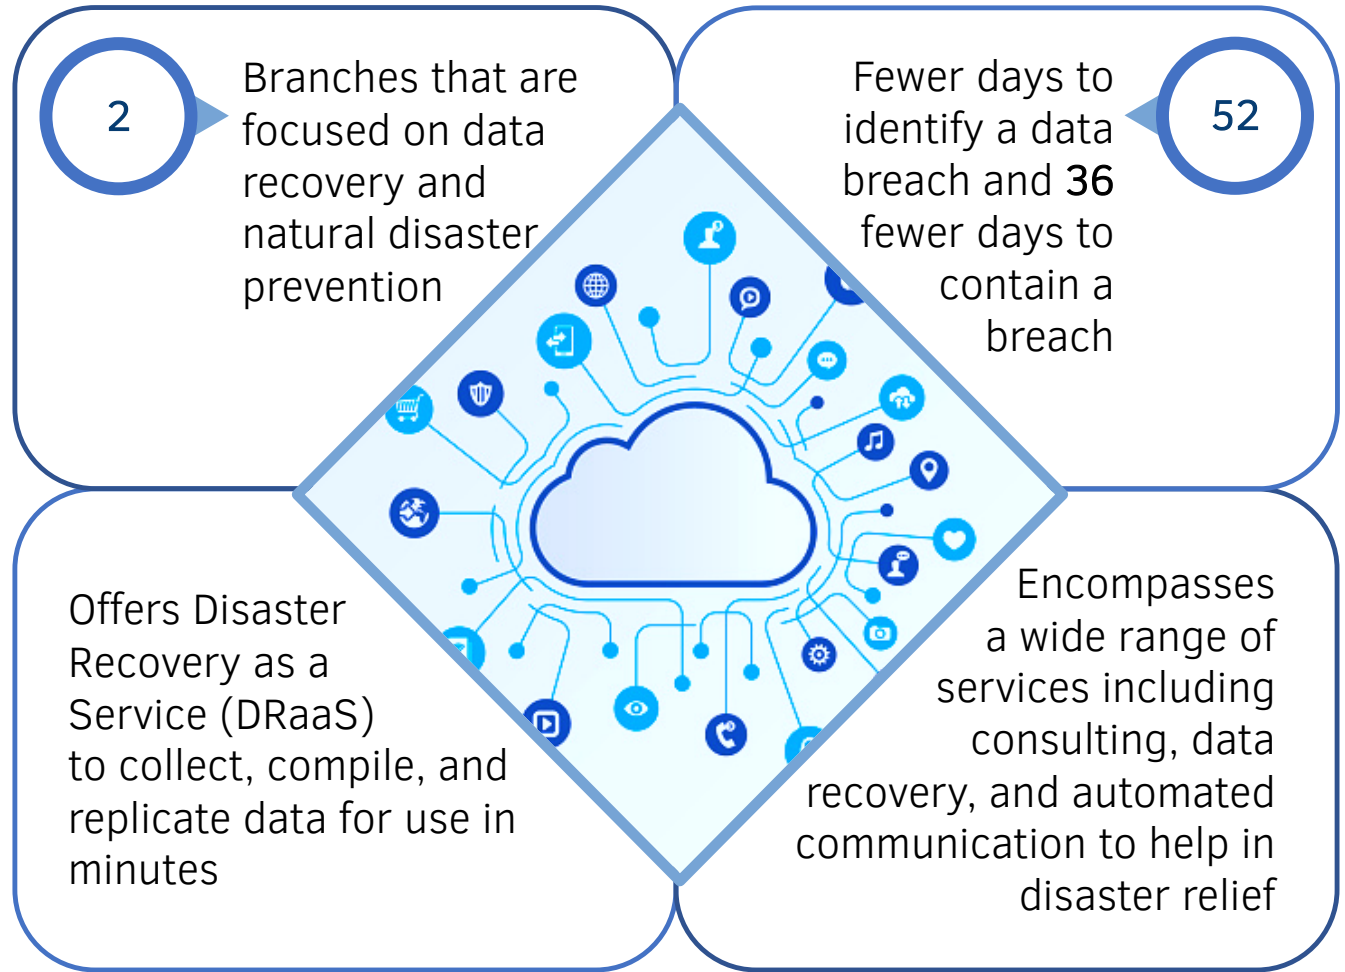 2
Branches that are
focused on data
recovery and
natural disaster
prevention
Fewer days to
identify a data
breach and 36
fewer days to
contain a
breach
52
Offers Disaster
Recovery as a
Service (DRaaS)
to collect, compile, and
replicate data for use in
minutes
Encompasses
a wide range of
services including
consulting, data
recovery, and automated
communication to help in
disaster relief